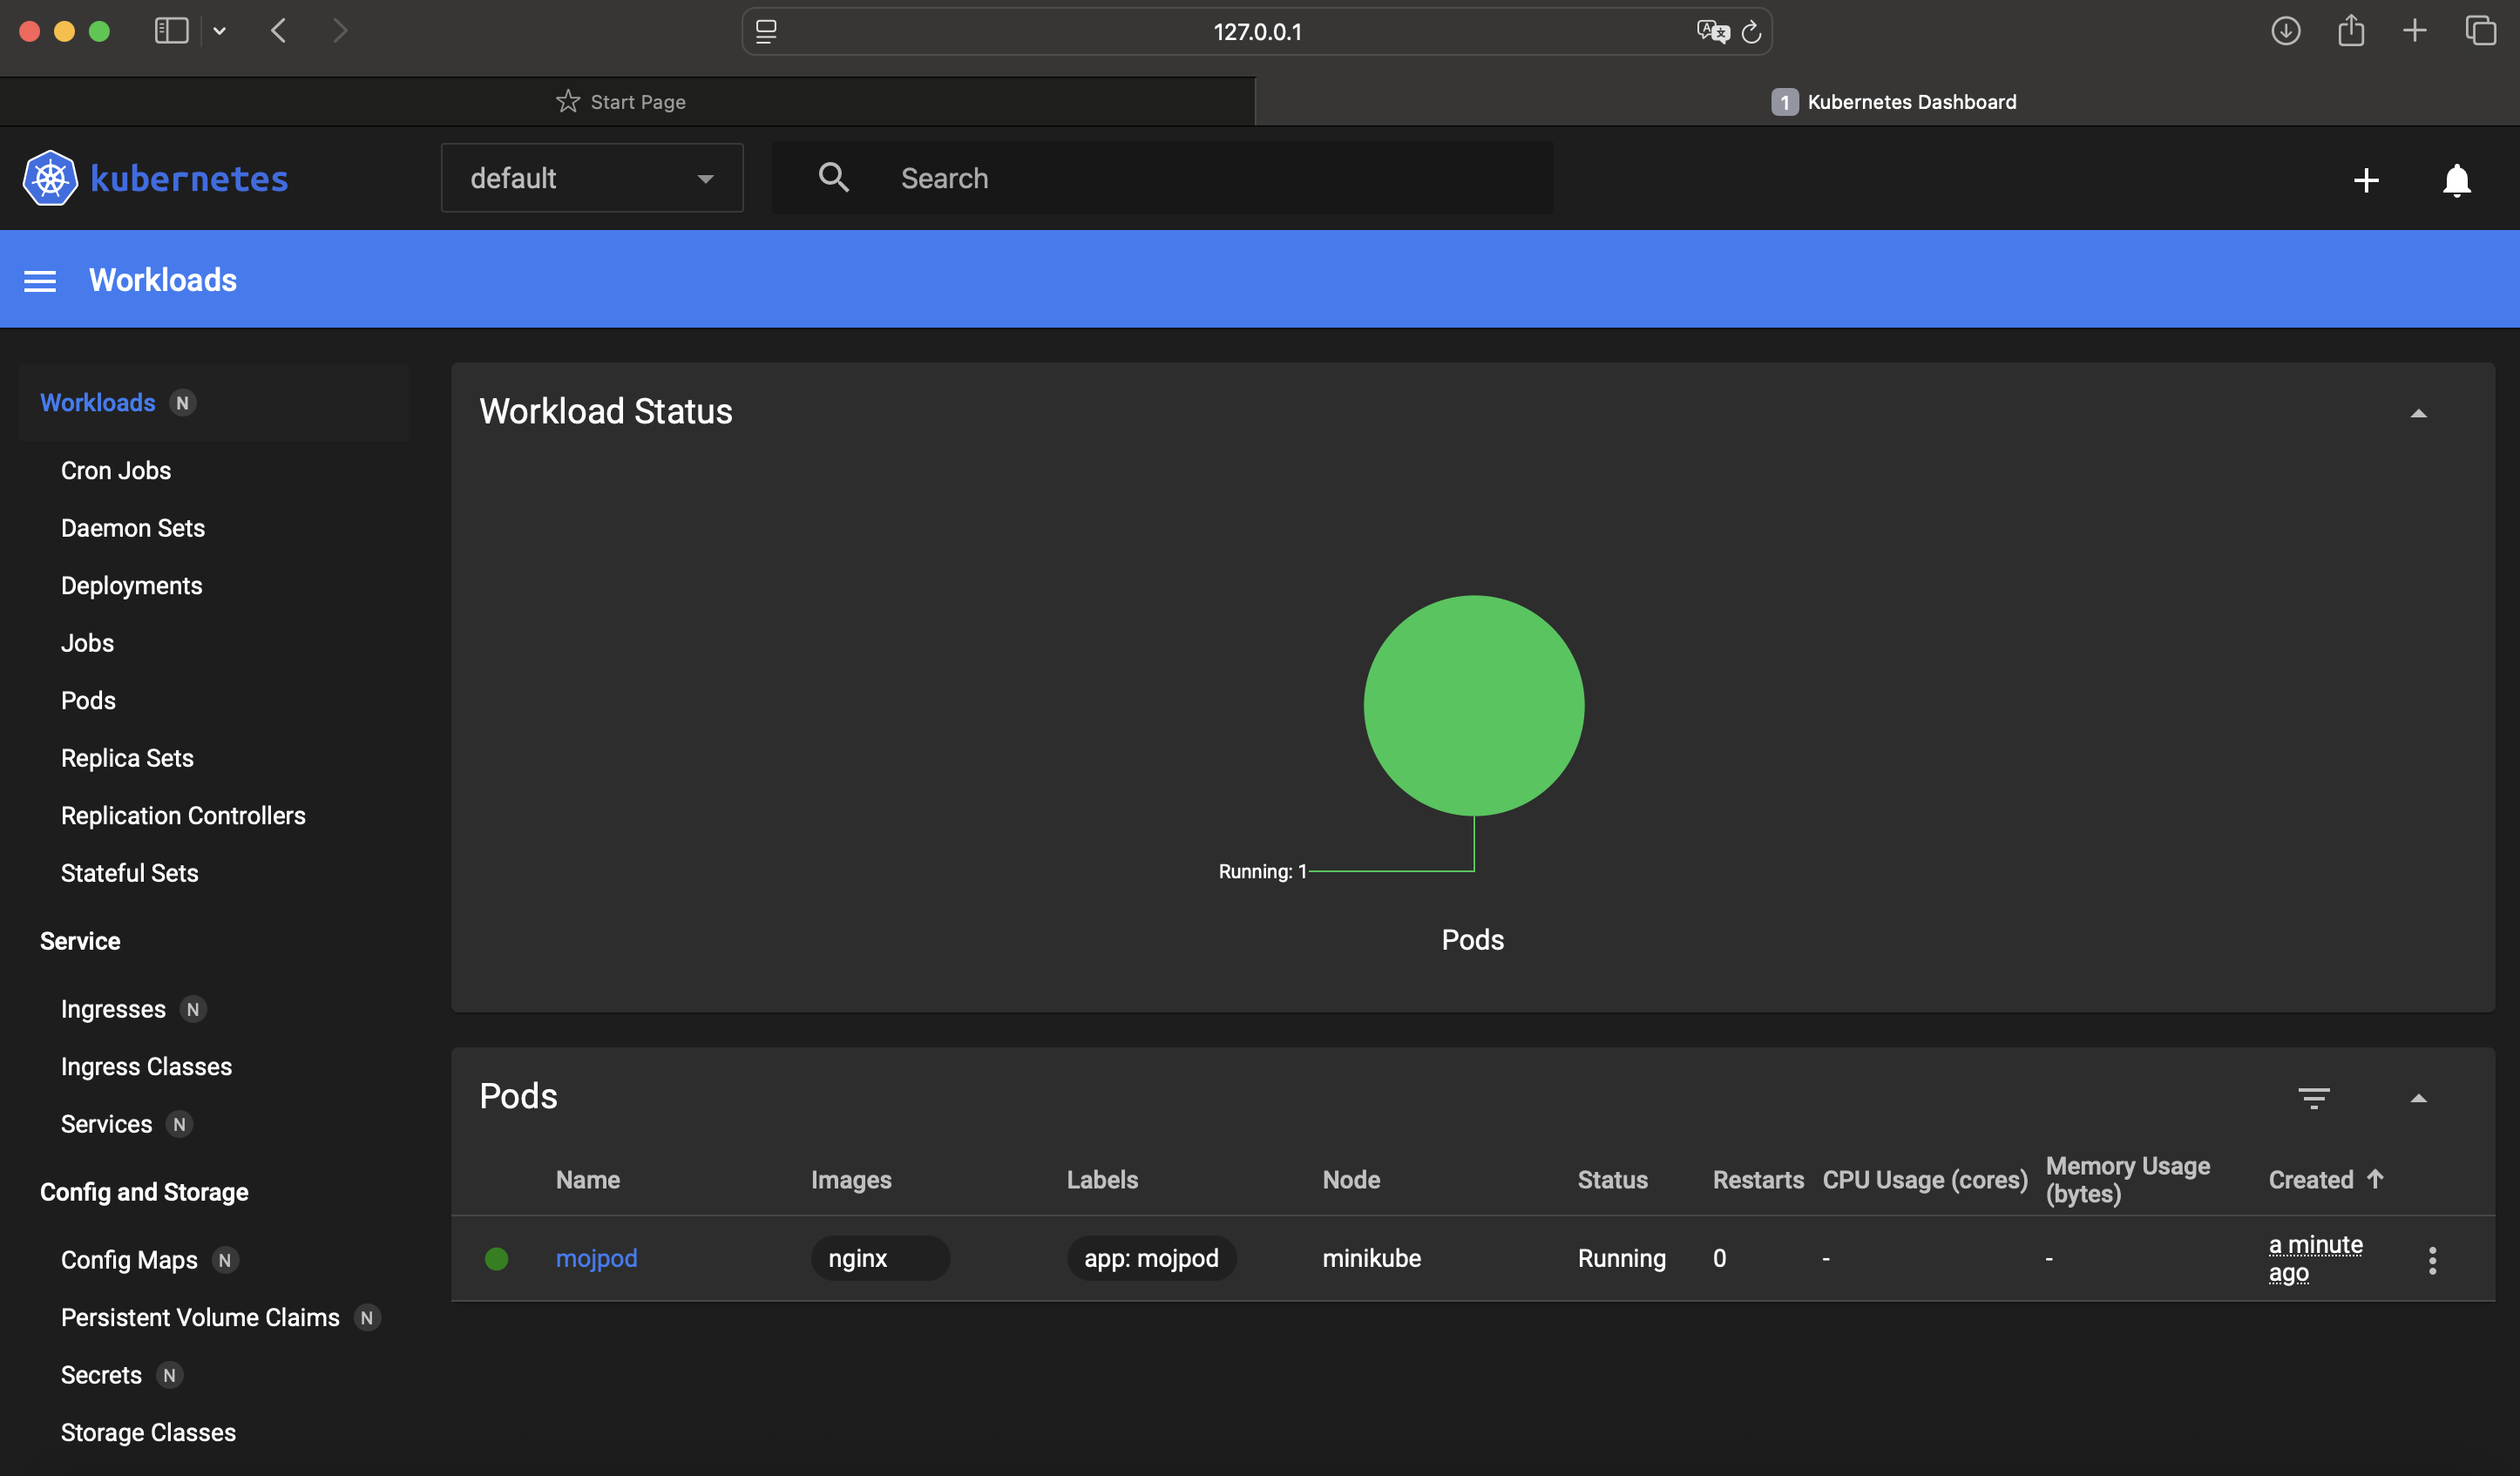 127.0.0.1
Start Page
1 Kubernetes Dashboard
kubernetes
default
Search
Workloads
Workloads N
Cron Jobs
Daemon Sets
Deployments
Jobs
Pods
Replica Sets
Replication Controllers
Stateful Sets
Service
Ingresses N
Ingress Classes
Services N
Config and Storage
Config Maps N
Persistent Volume Claims N
Secrets N
Storage Classes
Workload Status
Running: 1
Pods
Pods
Name Images Labels Node Status Restarts CPU Usage (cores) Memory Usage (bytes) Created
mojpod nginx app: mojpod minikube Running 0 - - a minute ago